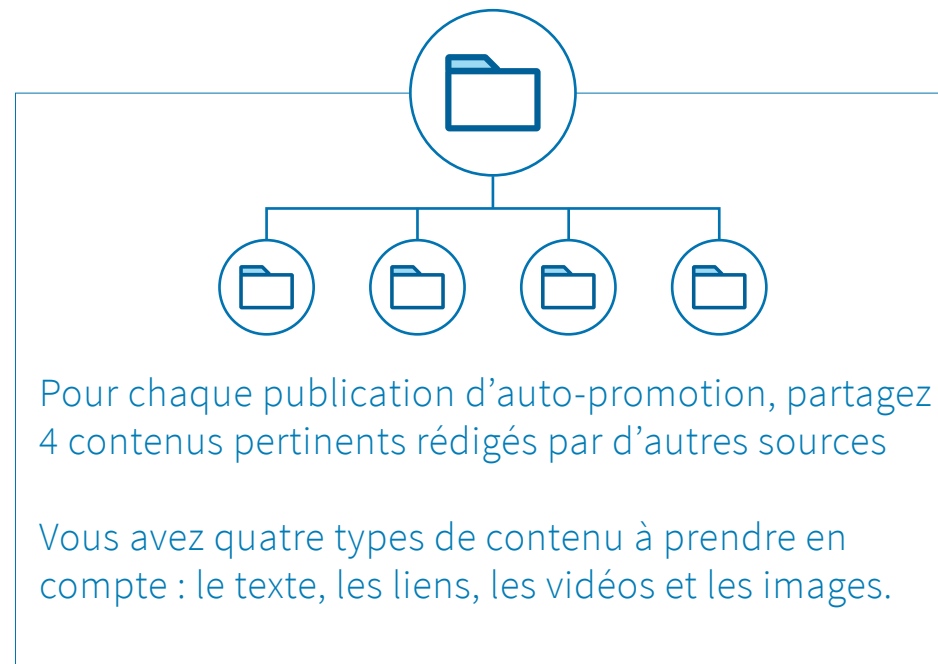 Pour chaque publication d’auto-promotion, partagez
4 contenus pertinents rédigés par d’autres sources
Vous avez quatre types de contenu à prendre en
compte : le texte, les liens, les vidéos et les images.